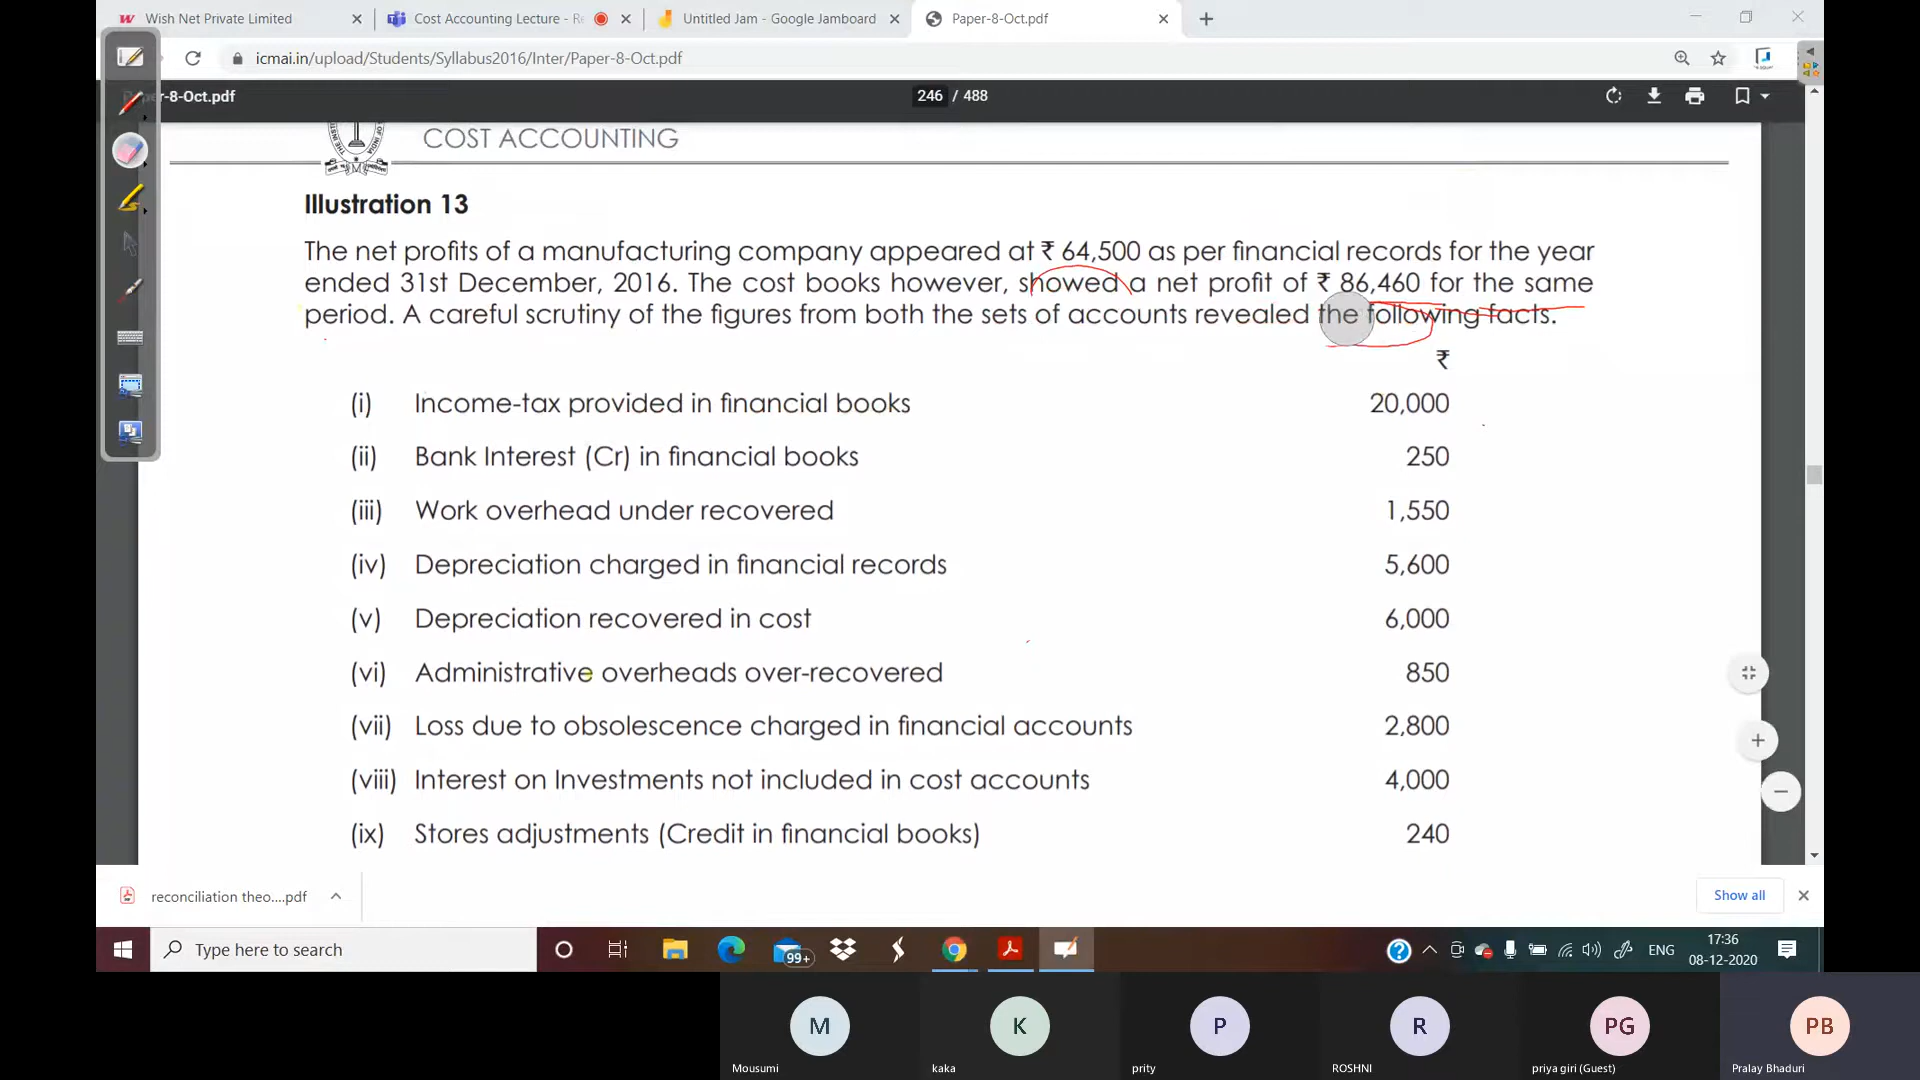 Wish Net Private Limited
Cost Accounting Lecture - Re
Untitled Jam - Google Jamboard
Paper-8-Oct.pdf
icmai.in/upload/Students/Syllabus2016/Inter/Paper-8-Oct.pdf
er-8-Oct.pdf
246 / 488
COST ACCOUNTING
Illustration 13
The net profits of a manufacturing company appeared at ₹ 64,500 as per financial records for the year
ended 31st December, 2016. The cost books however, showed a net profit of ₹ 86,460 for the same
period. A careful scrutiny of the figures from both the sets of accounts revealed the following facts.
₹
(i) Income-tax provided in financial books 20,000
(ii) Bank Interest (Cr) in financial books 250
(iii) Work overhead under recovered 1,550
(iv) Depreciation charged in financial records 5,600
(v) Depreciation recovered in cost 6,000
(vi) Administrative overheads over-recovered 850
(vii) Loss due to obsolescence charged in financial accounts 2,800
(viii) Interest on Investments not included in cost accounts 4,000
(ix) Stores adjustments (Credit in financial books) 240
reconciliation theo....pdf
Show all
Type here to search
99+
ENG
17:36
08-12-2020
M
K
P
R
PG
PB
Mousumi
kaka
prity
ROSHNI
priya giri (Guest)
Pralay Bhaduri